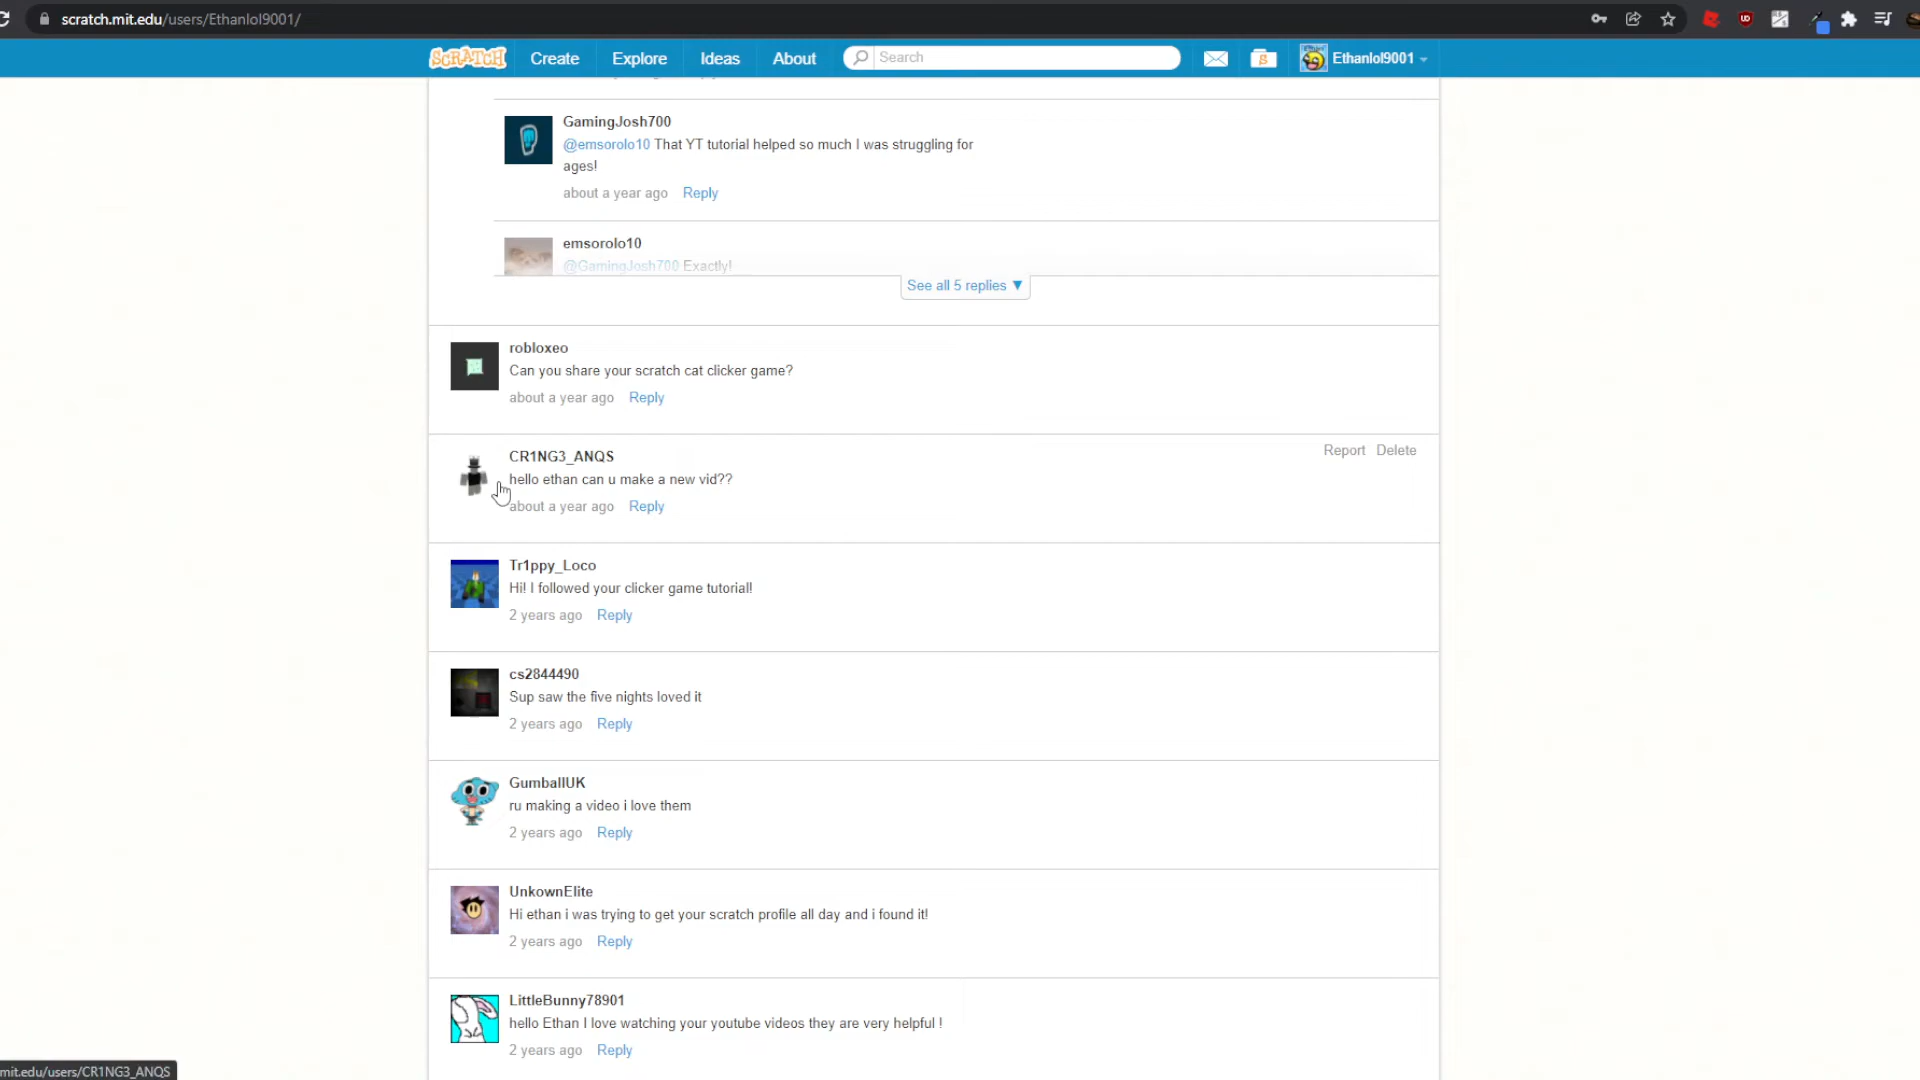 scratch.mit.edu/users/Ethanlol9001/
SCRATCH Create Explore Ideas About Search S Ethanlol9001
GamingJosh700
@emsorolo10 That YT tutorial helped so much I was struggling for
ages!
about a year ago Reply
emsorolo10
@GamingJosh700 Exactly!
See all 5 replies ▼
robloxeo
Can you share your scratch cat clicker game?
about a year ago Reply
CR1NG3_ANQS
Report Delete
hello ethan can u make a new vid??
about a year ago Reply
Tr1ppy_Loco
Hi! I followed your clicker game tutorial!
2 years ago Reply
cs2844490
Sup saw the five nights loved it
2 years ago Reply
GumballUK
ru making a video i love them
2 years ago Reply
UnkownElite
Hi ethan i was trying to get your scratch profile all day and i found it!
2 years ago Reply
LittleBunny78901
hello Ethan I love watching your youtube videos they are very helpful !
2 years ago Reply
mit.edu/users/CR1NG3_ANQS